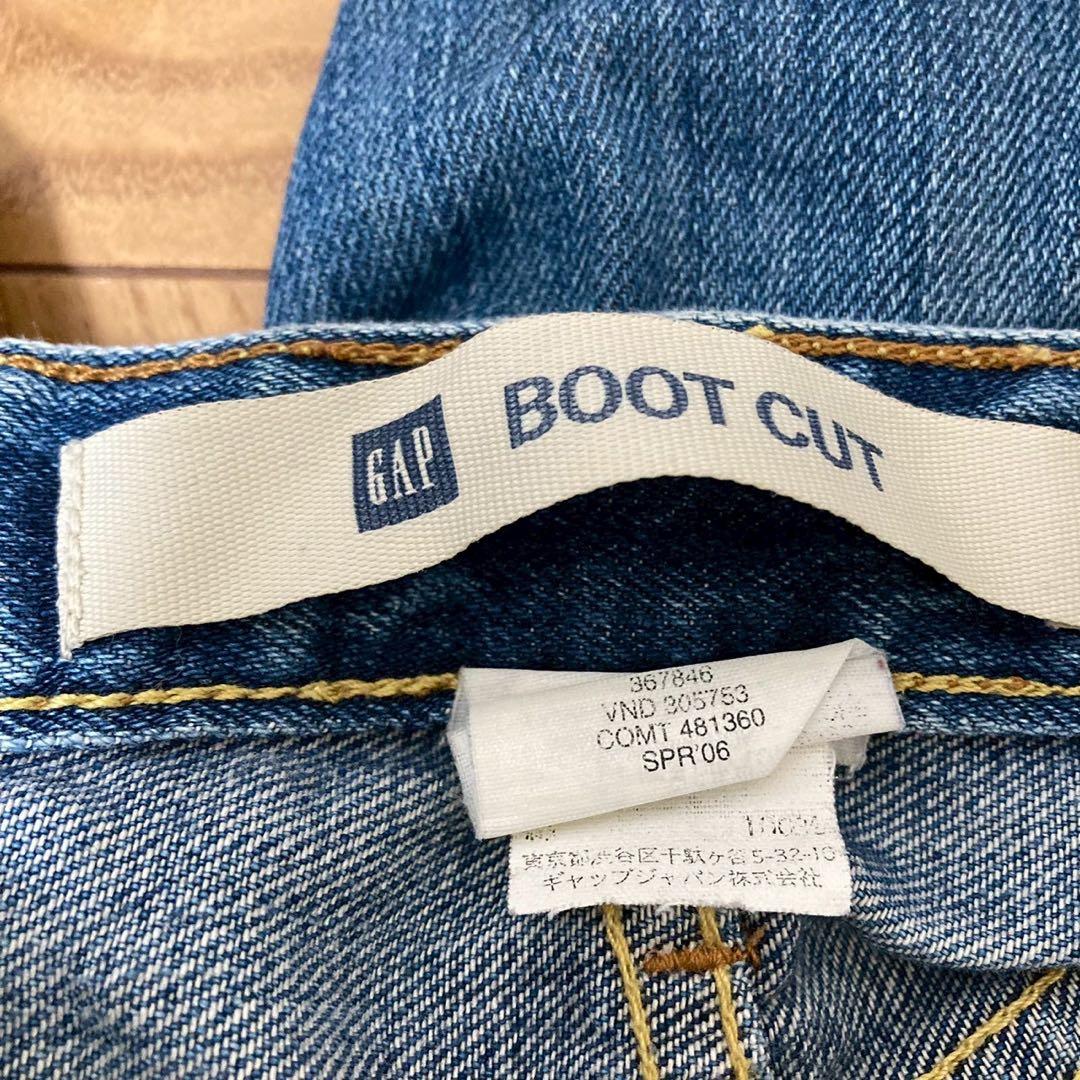 GAP BOOT CUT
367846
VND 305753
COMT 481360
SPR'06
100%
東京都渋谷区千駄ヶ谷5-32-10
ギャップジャパン株式会社